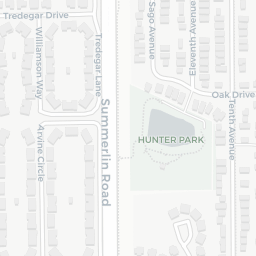 Tredegar Drive
Williamson Way
Tredegar Lane
Sago Avenue
Eleventh Avenue
Oak Drive
Tenth Avenue
HUNTER PARK
Summerlin Road
Arvine Circle